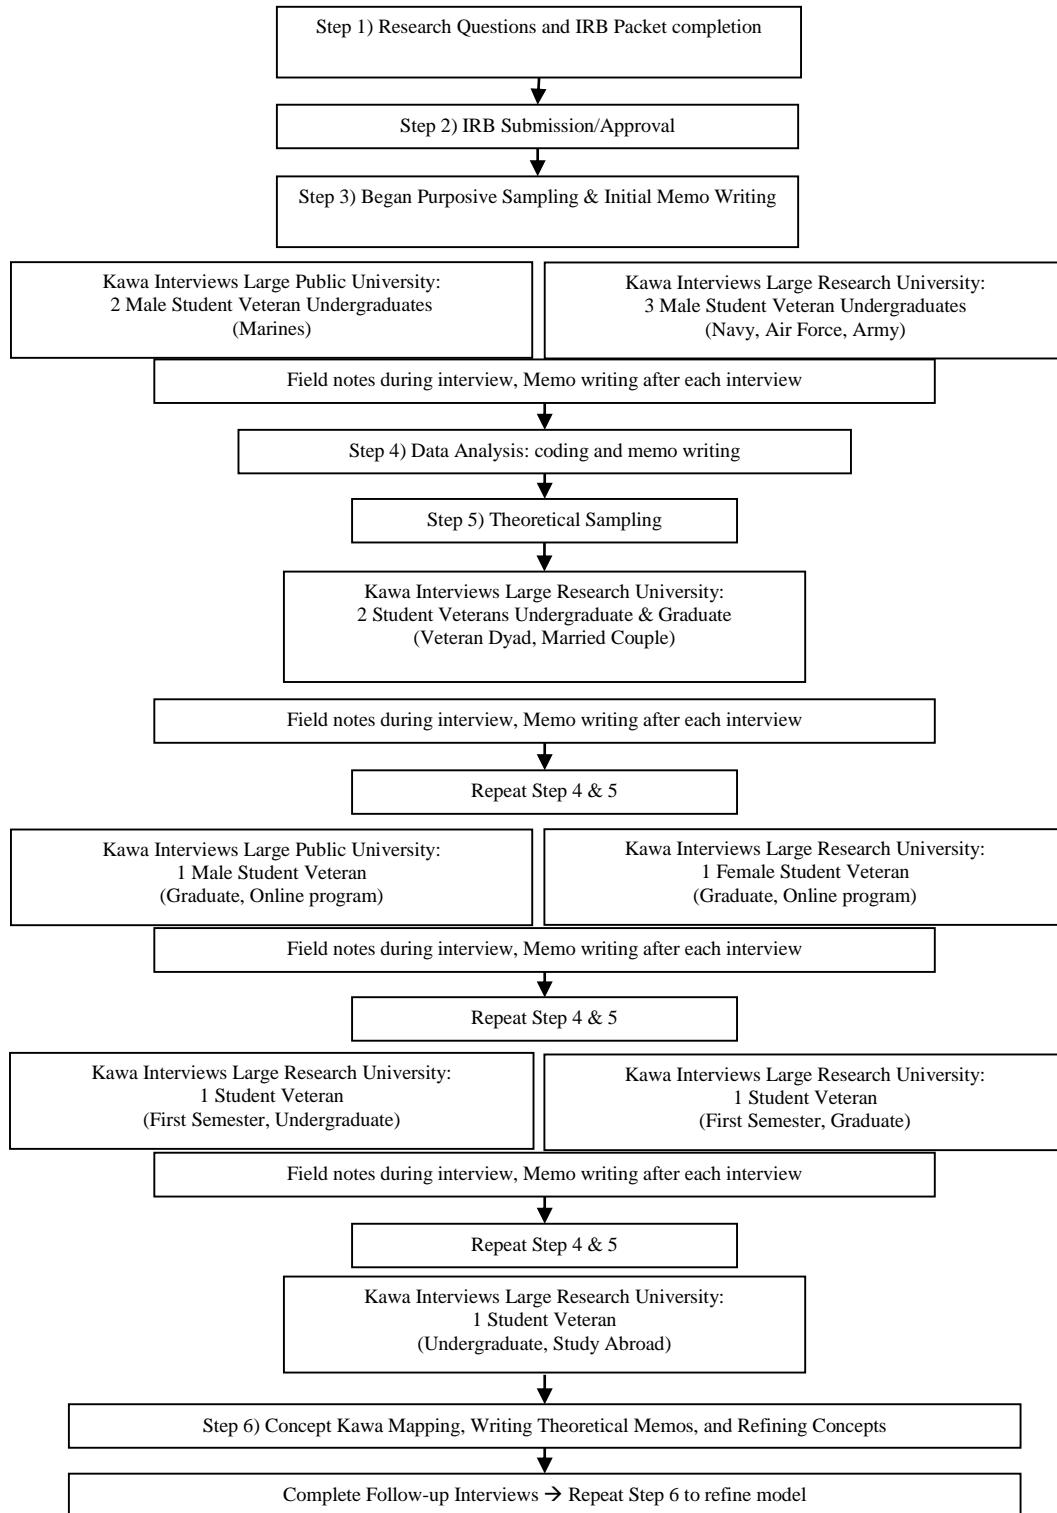 Step 1) Research Questions and IRB Packet completion
Step 2) IRB Submission/Approval
Step 3) Began Purposive Sampling & Initial Memo Writing
Kawa Interviews Large Public University:
2 Male Student Veteran Undergraduates
(Marines)
Kawa Interviews Large Research University:
3 Male Student Veteran Undergraduates
(Navy, Air Force, Army)
Field notes during interview, Memo writing after each interview
Step 4) Data Analysis: coding and memo writing
Step 5) Theoretical Sampling
Kawa Interviews Large Research University:
2 Student Veterans Undergraduate & Graduate
(Veteran Dyad, Married Couple)
Field notes during interview, Memo writing after each interview
Repeat Step 4 & 5
Kawa Interviews Large Public University:
1 Male Student Veteran
(Graduate, Online program)
Kawa Interviews Large Research University:
1 Female Student Veteran
(Graduate, Online program)
Field notes during interview, Memo writing after each interview
Repeat Step 4 & 5
Kawa Interviews Large Research University:
1 Student Veteran
(First Semester, Undergraduate)
Kawa Interviews Large Research University:
1 Student Veteran
(First Semester, Graduate)
Field notes during interview, Memo writing after each interview
Repeat Step 4 & 5
Kawa Interviews Large Research University:
1 Student Veteran
(Undergraduate, Study Abroad)
Step 6) Concept Kawa Mapping, Writing Theoretical Memos, and Refining Concepts
Complete Follow-up Interviews → Repeat Step 6 to refine model